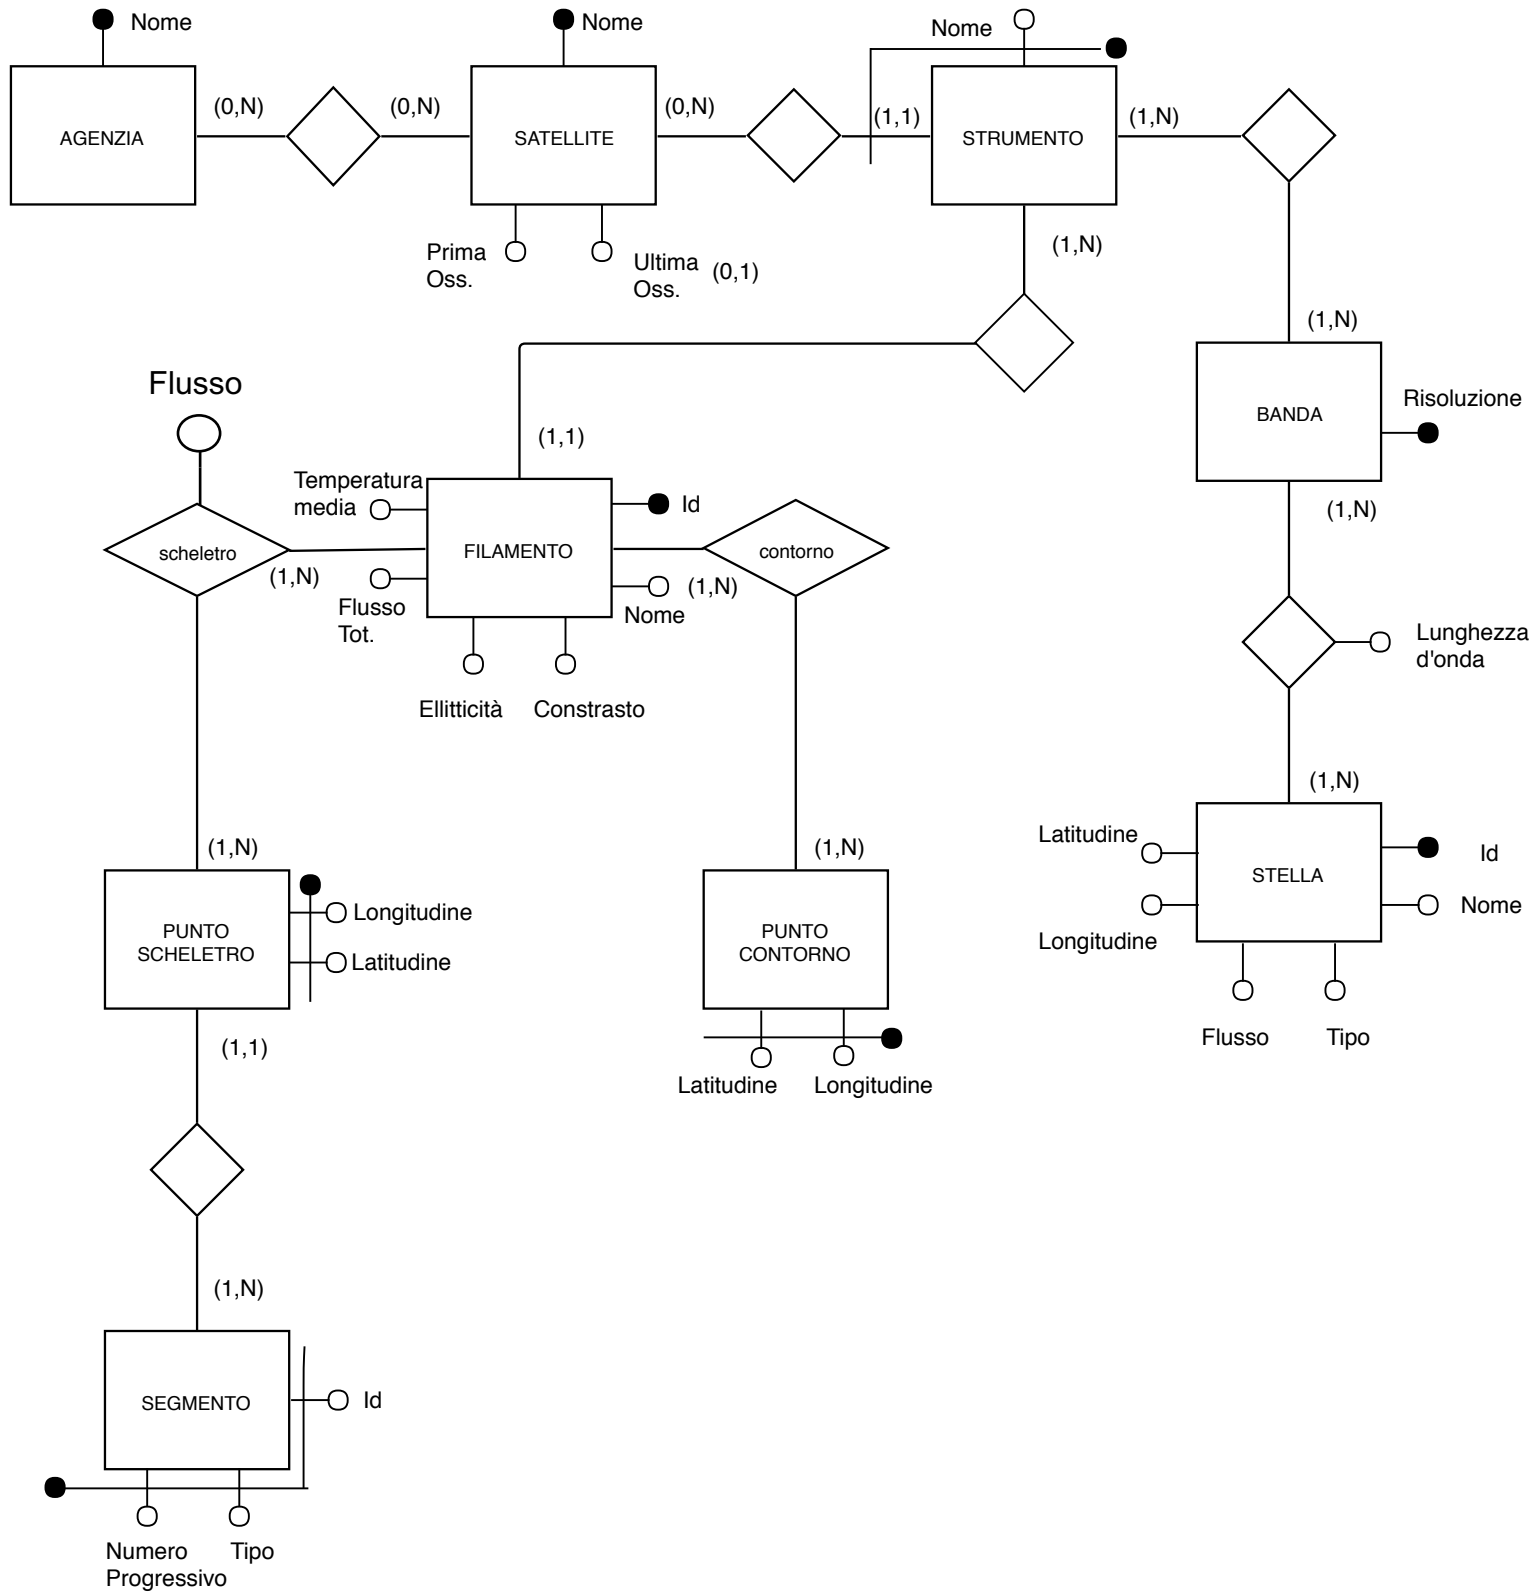 Nome
Nome
Nome
AGENZIA
(0,N)
(0,N)
SATELLITE
(0,N)
(1,1)
STRUMENTO
(1,N)
Prima
Oss.
Ultima
Oss.
(0,1)
(1,N)
(1,N)
Flusso
BANDA
Risoluzione
(1,1)
(1,N)
Temperatura
media
Id
scheletro
(1,N)
FILAMENTO
contorno
(1,N)
Flusso
Tot.
Nome
Ellitticità
Constrasto
Lunghezza
d'onda
(1,N)
(1,N)
(1,N)
Latitudine
Longitudine
STELLA
Id
Nome
Flusso
Tipo
PUNTO
SCHELETRO
Longitudine
Latitudine
PUNTO
CONTORNO
Latitudine
Longitudine
(1,1)
(1,N)
SEGMENTO
Id
Numero
Progressivo
Tipo